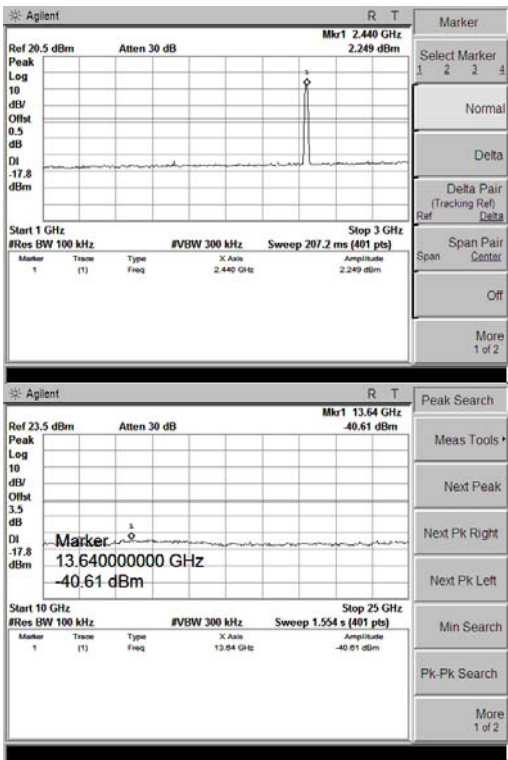 Agilent R T
Mkr1 2.440 GHz
Ref 20.5 dBm Atten 30 dB 2.249 dBm
Peak
Log
10
dB/
Offst
0.5
dB
DI
-17.8
dBm
1
Start 1 GHz Stop 3 GHz
#Res BW 100 kHz #VBW 300 kHz Sweep 207.2 ms (401 pts)
Marker Trace Type X Axis Amplitude
1 (1) Freq 2.440 GHz 2.249 dBm
Marker
Select Marker
1 2 3 4
Normal
Delta
Delta Pair
(Tracking Ref)
Ref Delta
Span Pair
Span Center
Off
More
1 of 2
Agilent R T
Mkr1 13.64 GHz
Ref 23.5 dBm Atten 30 dB -40.61 dBm
Peak
Log
10
dB/
Offst
3.5
dB
DI
-17.8
dBm
1
Marker
13.640000000 GHz
-40.61 dBm
Start 10 GHz Stop 25 GHz
#Res BW 100 kHz #VBW 300 kHz Sweep 1.554 s (401 pts)
Marker Trace Type X Axis Amplitude
1 (1) Freq 13.64 GHz -40.61 dBm
Peak Search
Meas Tools
Next Peak
Next Pk Right
Next Pk Left
Min Search
Pk-Pk Search
More
1 of 2